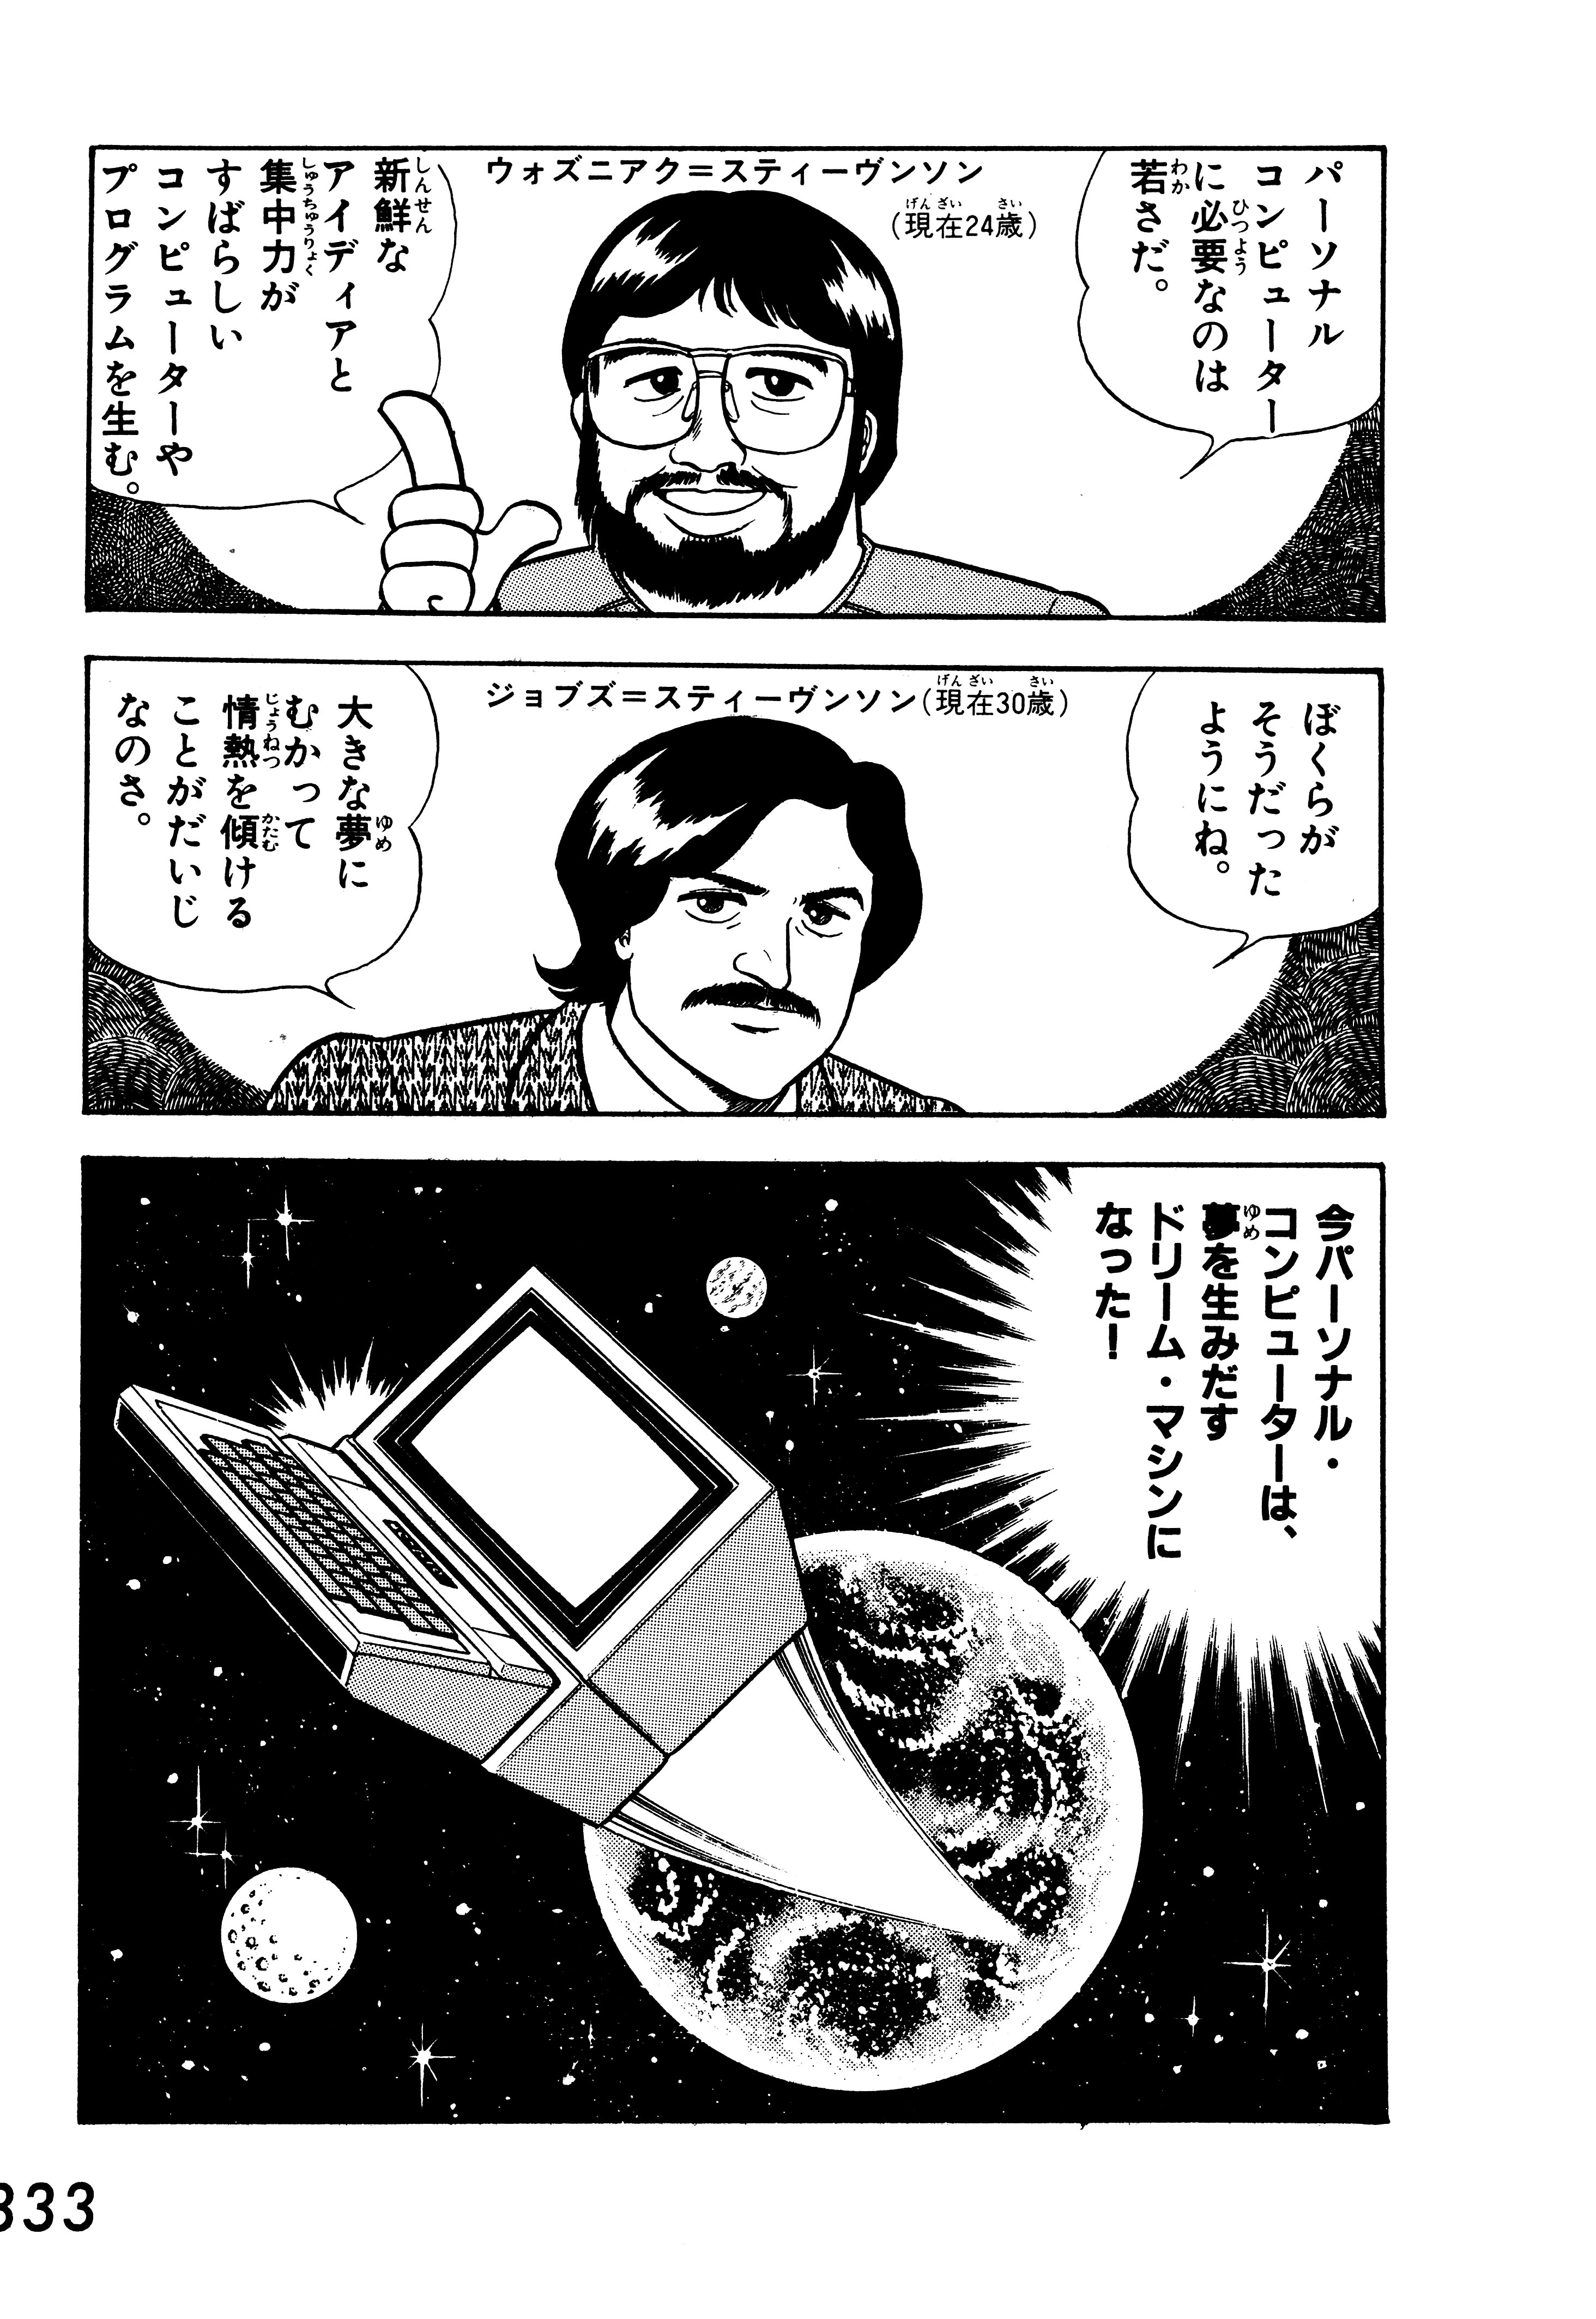 パーソナル
コンピューター
に必要なのは
若さだ。
ウォズニアク＝スティーヴンソン
（現在24歳）
新鮮な
アイディアと
集中力が
すばらしい
コンピューターや
プログラムを生む。
ぼくらが
そうだった
ようにね。
ジョブズ＝スティーヴンソン（現在30歳）
大きな夢に
むかって
情熱を傾ける
ことがだいじ
なのさ。
今パーソナル・
コンピューターは、
夢を生みだす
ドリーム・マシンに
なった！
333